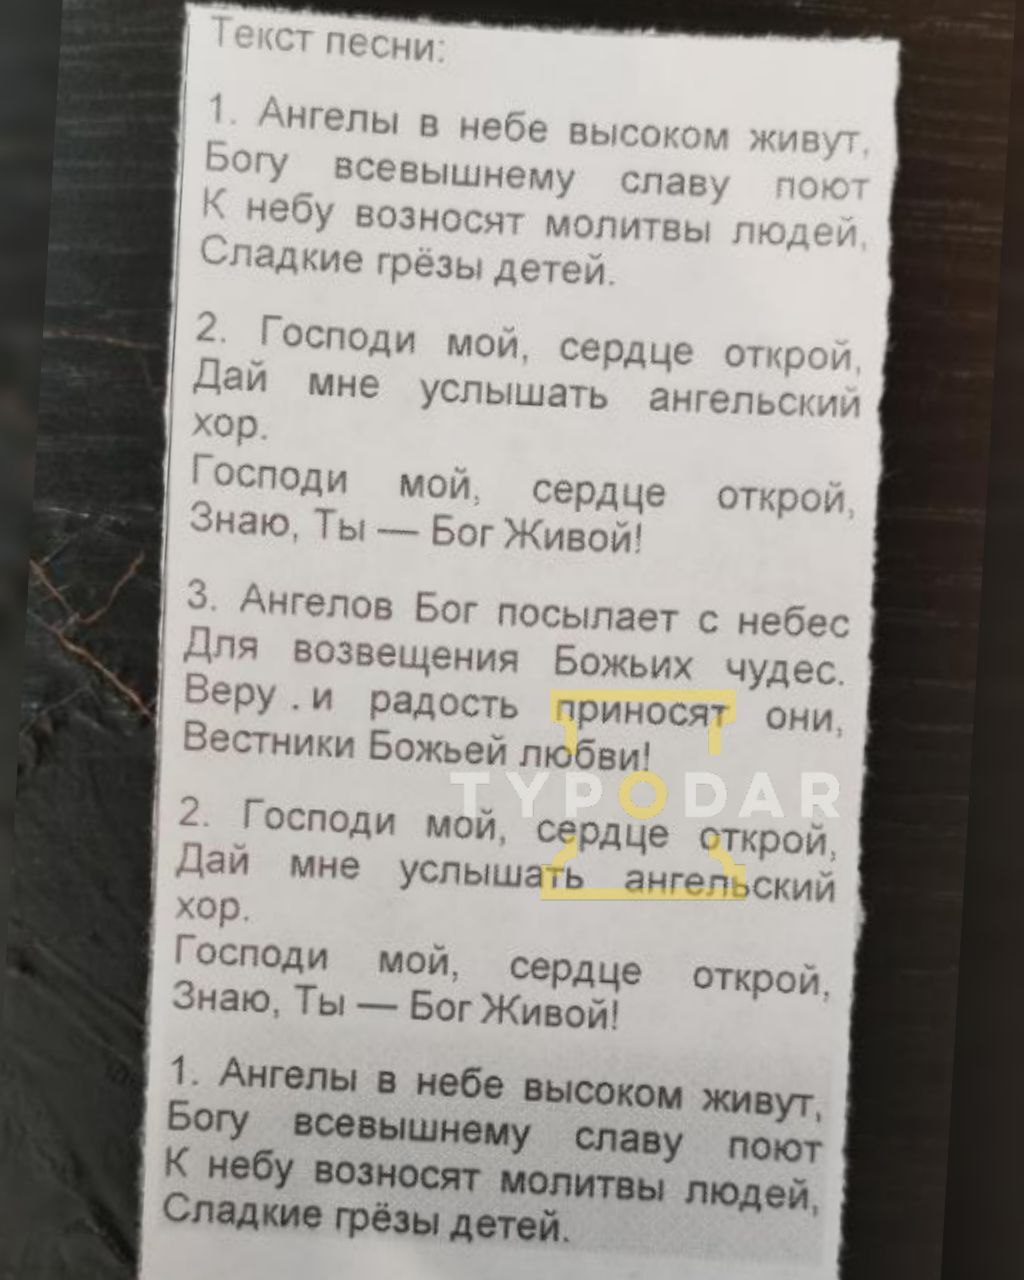 Текст песни:
1. Ангелы в небе высоком живут,
Богу всевышнему славу поют
К небу возносят молитвы людей,
Сладкие грёзы детей.
2. Господи мой, сердце открой,
Дай мне услышать ангельский
хор.
Господи мой, сердце открой,
Знаю, Ты — Бог Живой!
3. Ангелов Бог посылает с небес
Для возвещения Божьих чудес.
Веру . и радость приносят они,
Вестники Божьей любви!
TYPODAR
2. Господи мой, сердце открой,
Дай мне услышать ангельский
хор.
Господи мой, сердце открой,
Знаю, Ты — Бог Живой!
1. Ангелы в небе высоком живут,
Богу всевышнему славу поют
К небу возносят молитвы людей,
Сладкие грёзы детей.